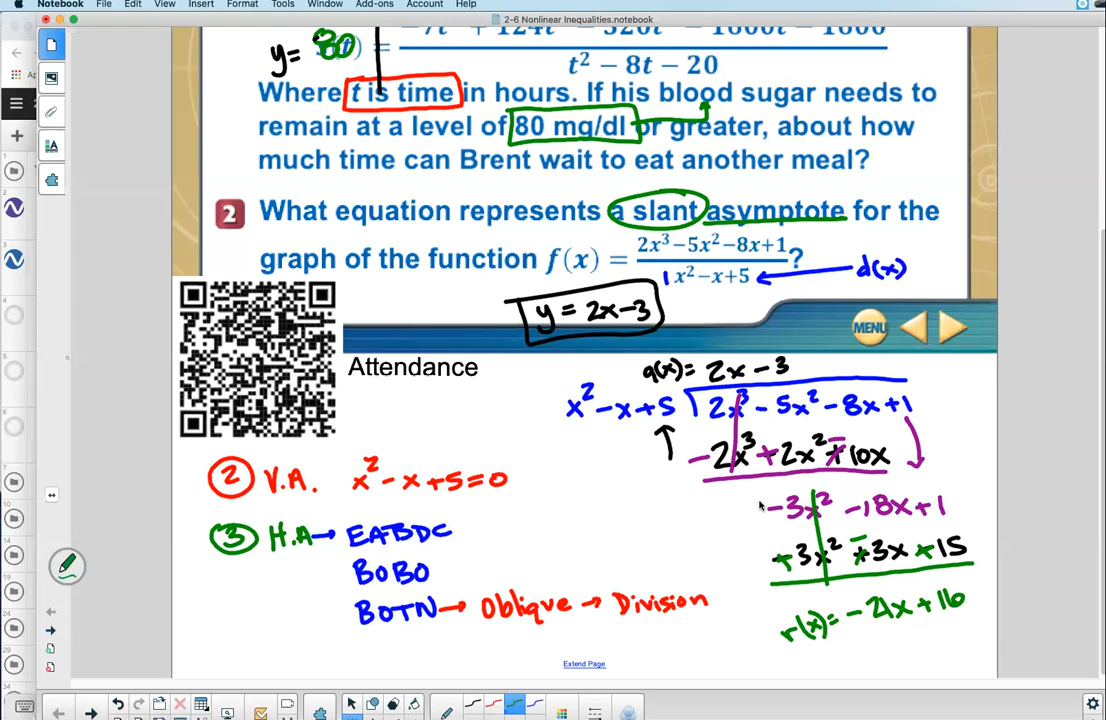 Notebook File Edit View Insert Format Tools Window Add-ons Account Help
2-6 Nonlinear Inequalities.notebook
y= 80 =
t² − 8t − 20
Where t is time in hours. If his blood sugar needs to
remain at a level of 80 mq/dl or greater, about how
much time can Brent wait to eat another meal?
2 What equation represents a slant asymptote for the
graph of the function f(x) = 2x³−5x²−8x+1 / 1x²−x+5 ?
d(x)
y = 2x−3
MENU
Attendance
q(x)= 2x − 3
x² − x + 5 √2x³ − 5x² − 8x + 1
− 2x³ + 2x² + 10x
− 3x² − 18x + 1
+ 3x² + 3x + 15
r(x)= − 21x + 16
2 V.A. x² − x + 5 = 0
3 H.A → EABDC
BOBO
BOTN → Oblique → Division
Extend Page